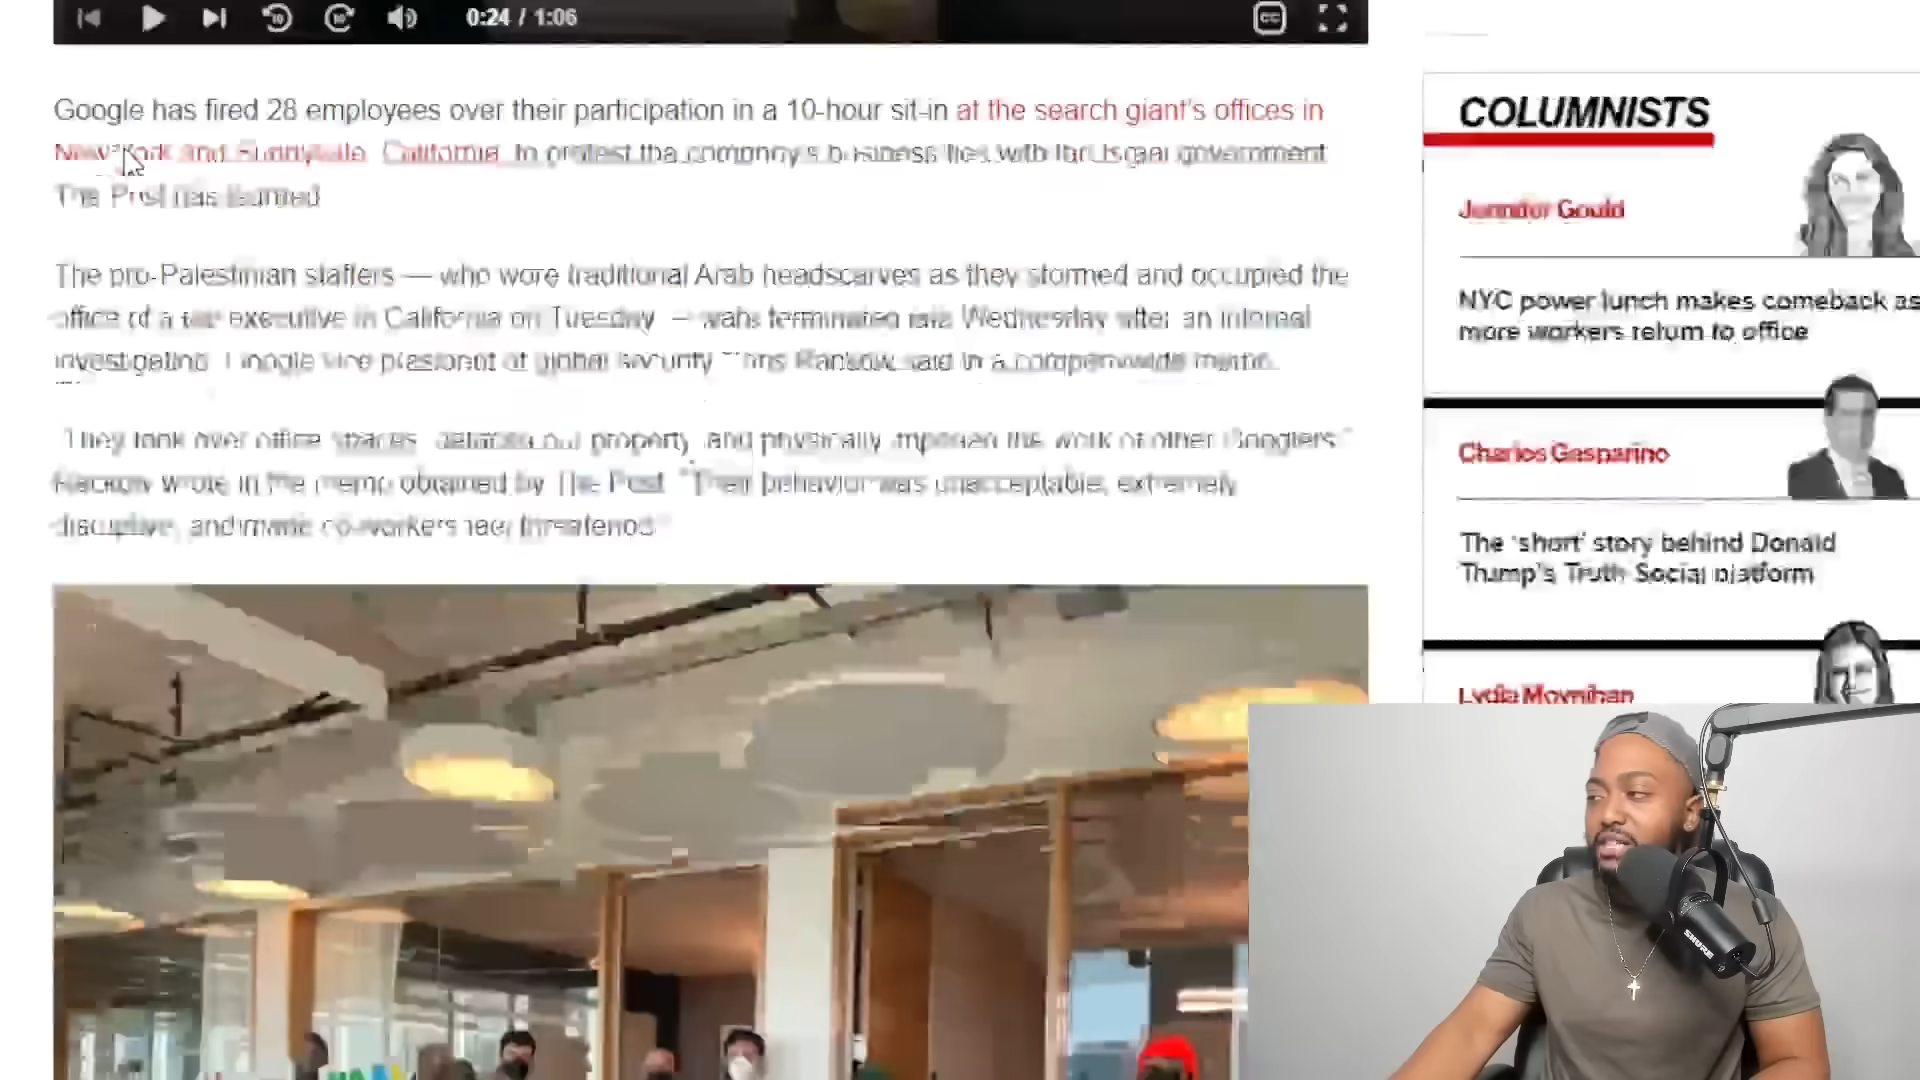 0:24 / 1:06
CC
Google has fired 28 employees over their participation in a 10-hour sit-in at the search giant's offices in
New York and Sunnyvale, California, to protest the company's business ties with the Israel government
The Post has learned
The pro-Palestinian staffers — who wore traditional Arab headscarves as they stormed and occupied the
office of a top executive in California on Tuesday — terminated late Wednesday after an internal
investigation, Google vice president of global security Chris Rackow said in a companywide memo.
They took over office spaces, defaced our property, and physically impeded the work of other Googlers,"
Rackow wrote in the memo obtained by The Post. "Their behavior was unacceptable, extremely
disruptive, and made co-workers feel threatened."
COLUMNISTS
Jennifer Gould
NYC power lunch makes comeback as
more workers return to office
Charles Gasparino
The 'short' story behind Donald
Trump's Truth Social platform
Lydia Moynihan
SHURE